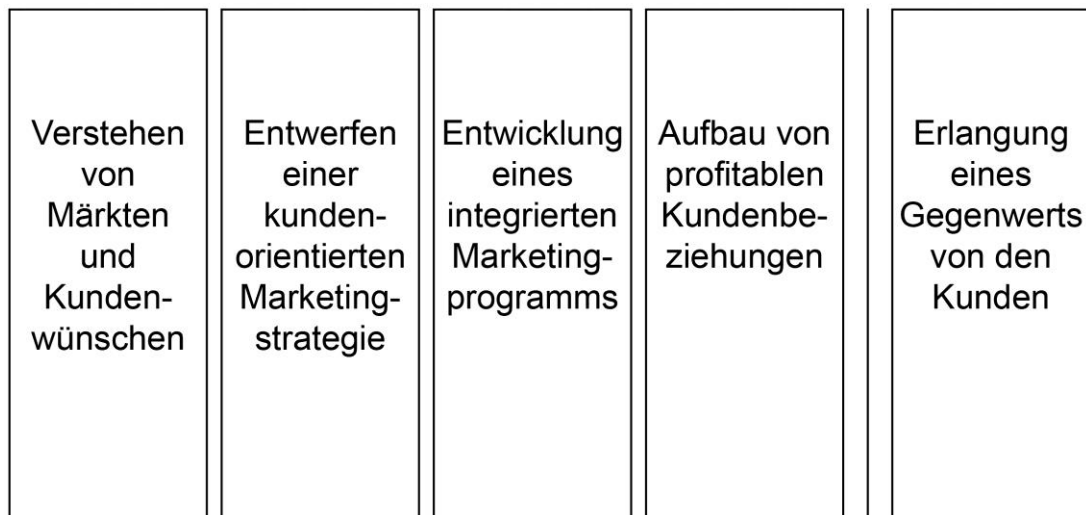 Verstehen
von
Märkten
und
Kunden-
wünschen
Entwerfen
einer
kunden-
orientierten
Marketing-
strategie
Entwicklung
eines
integrierten
Marketing-
programms
Aufbau von
profitablen
Kundenbe-
ziehungen
Erlangung
eines
Gegenwerts
von den
Kunden